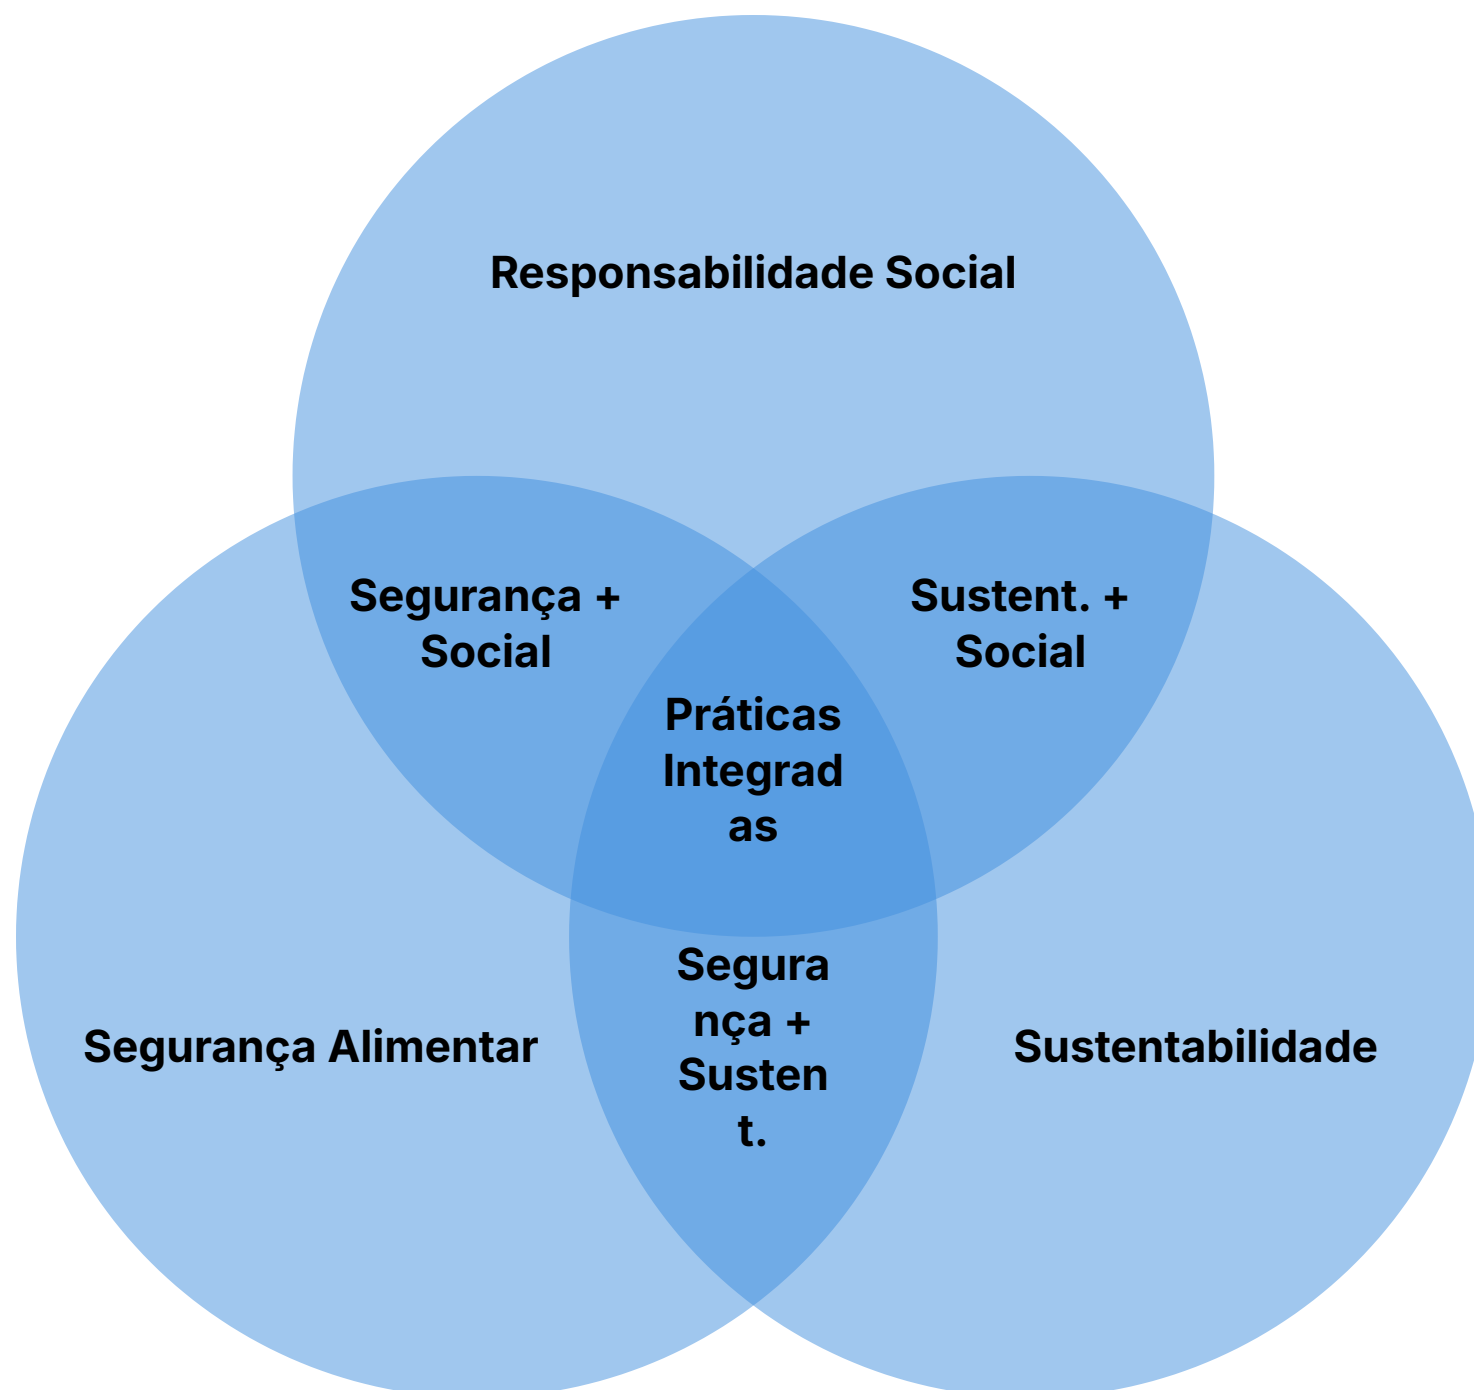 Responsabilidade Social
Segurança +
Social
Sustent. +
Social
Práticas
Integrad
as
Segura
nça +
Susten
t.
Segurança Alimentar
Sustentabilidade